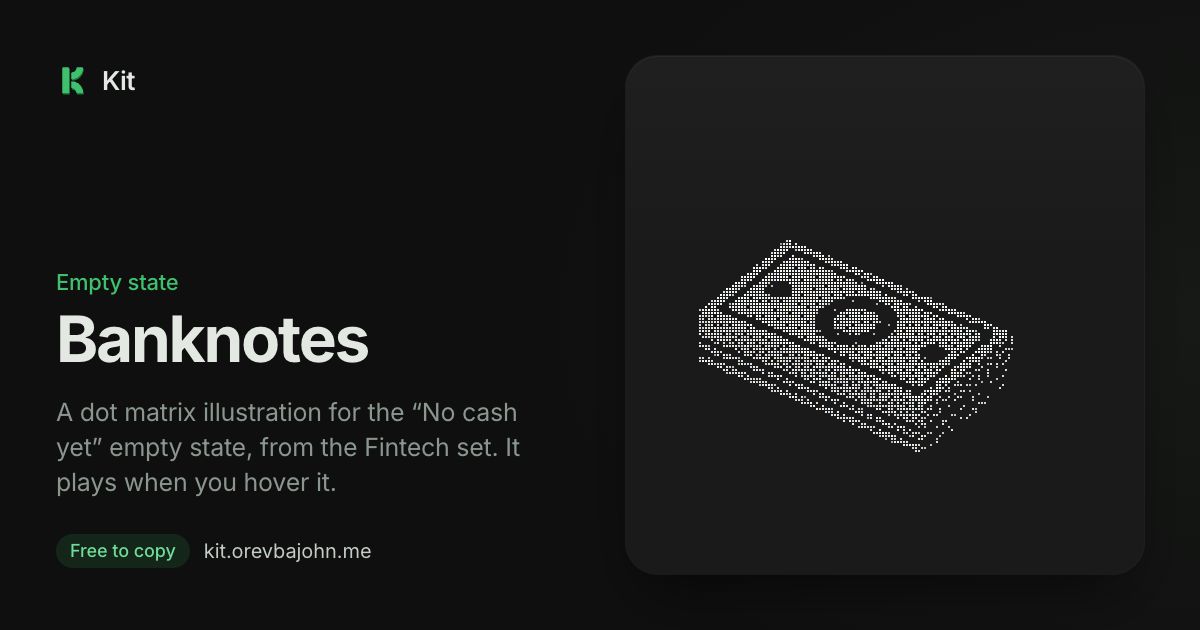 Kit
Empty state
Banknotes
A dot matrix illustration for the “No cash
yet” empty state, from the Fintech set. It
plays when you hover it.
Free to copy
kit.orevbajohn.me